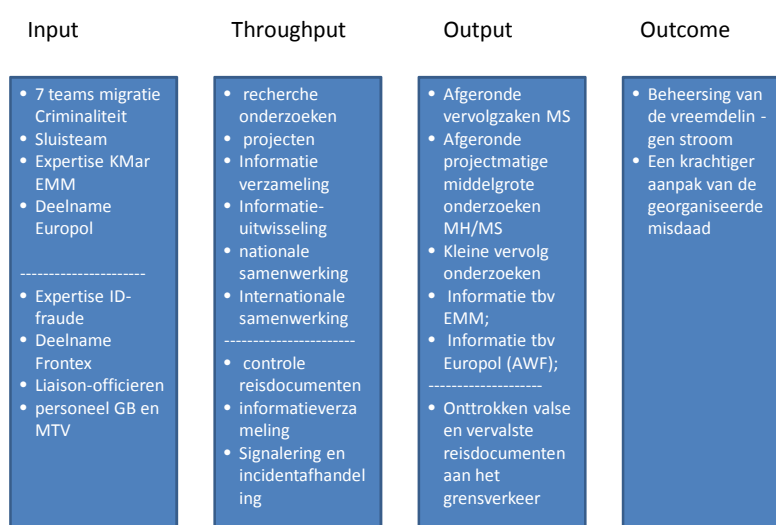 Input
Throughput
Output
Outcome
• 7 teams migratie
Criminaliteit
• Sluisteam
• Expertise KMar
EMM
• Deelname
Europol
----------------------
• Expertise ID-
fraude
• Deelname
Frontex
• Liaison-officieren
• personeel GB en
MTV
• recherche
onderzoeken
• projecten
• Informatie
verzameling
• Informatie-
uitwisseling
• nationale
samenwerking
• Internationale
samenwerking
-----------------------
• controle
reisdocumenten
• informatieverza
meling
• Signalering en
incidentafhandel
ing
• Afgeronde
vervolgzaken MS
• Afgeronde
projectmatige
middelgrote
onderzoeken
MH/MS
• Kleine vervolg
onderzoeken
• Informatie tbv
EMM;
• Informatie tbv
Europol (AWF);
--------------------
• Onttrokken valse
en vervalste
reisdocumenten
aan het
grensverkeer
• Beheersing van
de vreemdelin -
gen stroom
• Een krachtiger
aanpak van de
georganiseerde
misdaad